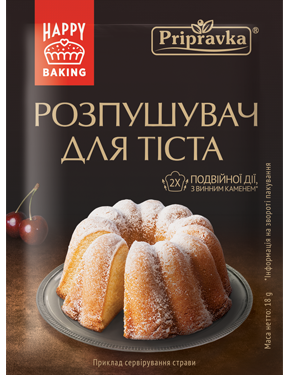 HAPPY
BAKING
Pripravka®
РОЗПУШУВАЧ
ДЛЯ ТІСТА
2X
ПОДВІЙНОЇ ДІЇ,
З ВИННИМ КАМЕНЕМ*
*Інформація на звороті пакування
Маса нетто: 18 g
Приклад сервірування страви